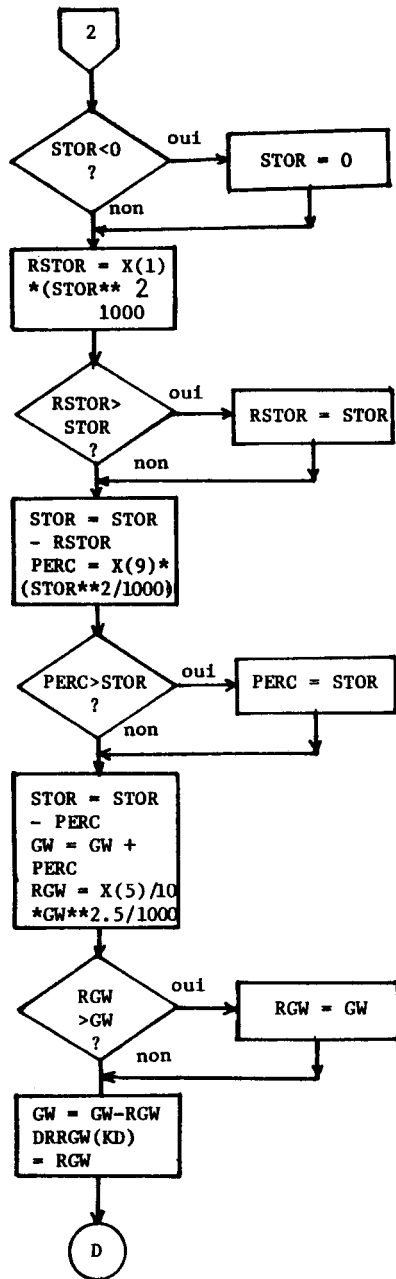 2
STOR<0
?
oui
STOR = 0
non
RSTOR = X(1)
*(STOR** 2
1000
RSTOR>
STOR
?
oui
RSTOR = STOR
non
STOR = STOR
- RSTOR
PERC = X(9)*
(STOR**2/1000)
PERC>STOR
?
oui
PERC = STOR
non
STOR = STOR
- PERC
GW = GW +
PERC
RGW = X(5)/10
*GW**2.5/1000
RGW
>GW
?
oui
RGW = GW
non
GW = GW-RGW
DRRGW(KD)
= RGW
D